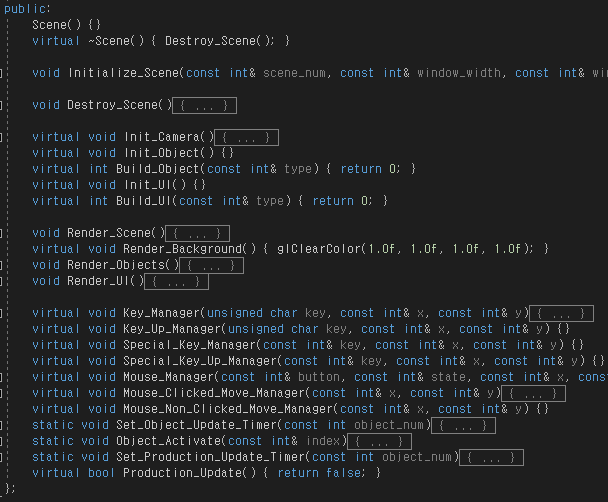 public:
Scene() {}
virtual ~Scene() { Destroy_Scene(); }
void Initialize_Scene(const int& scene_num, const int& window_width, const int& wi
void Destroy_Scene(){ ... }
virtual void Init_Camera(){ ... }
virtual void Init_Object() {}
virtual int Build_Object(const int& type) { return 0; }
virtual void Init_UI() {}
virtual int Build_UI(const int& type) { return 0; }
void Render_Scene(){ ... }
virtual void Render_Background() { glClearColor(1.0f, 1.0f, 1.0f, 1.0f); }
void Render_Objects(){ ... }
void Render_UI(){ ... }
virtual void Key_Manager(unsigned char key, const int& x, const int& y){ ... }
virtual void Key_Up_Manager(unsigned char key, const int& x, const int& y) {}
virtual void Special_Key_Manager(const int& key, const int& x, const int& y) {}
virtual void Special_Key_Up_Manager(const int& key, const int& x, const int& y) {}
virtual void Mouse_Manager(const int& button, const int& state, const int& x, cons
virtual void Mouse_Clicked_Move_Manager(const int& x, const int& y){ ... }
virtual void Mouse_Non_Clicked_Move_Manager(const int& x, const int& y) {}
static void Set_Object_Update_Timer(const int object_num){ ... }
static void Object_Activate(const int& index){ ... }
static void Set_Production_Update_Timer(const int object_num){ ... }
virtual bool Production_Update() { return false; }
};